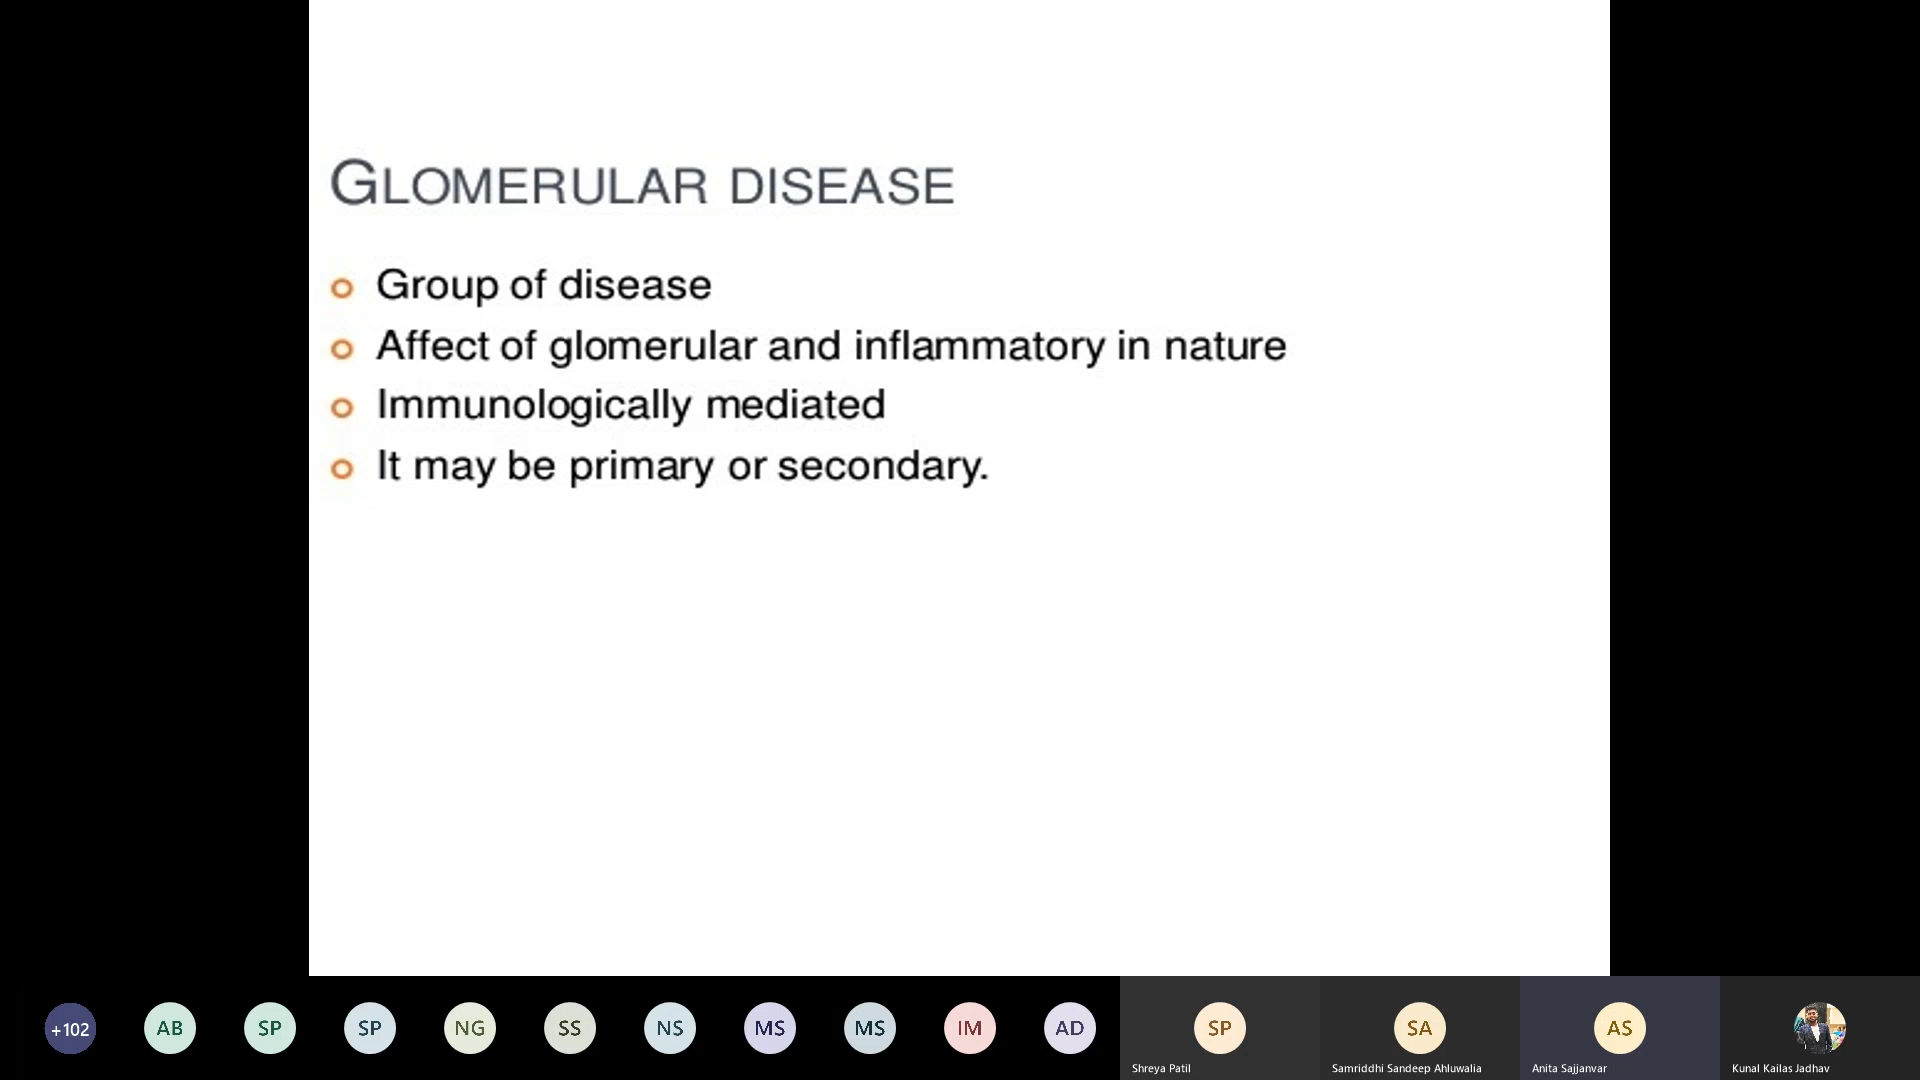 GLOMERULAR DISEASE
Group of disease
Affect of glomerular and inflammatory in nature
Immunologically mediated
It may be primary or secondary.
+102
AB
SP
SP
NG
SS
NS
MS
MS
IM
AD
SP
SA
AS
Shreya Patil
Samriddhi Sandeep Ahluwalia
Anita Sajjanvar
Kunal Kailas Jadhav